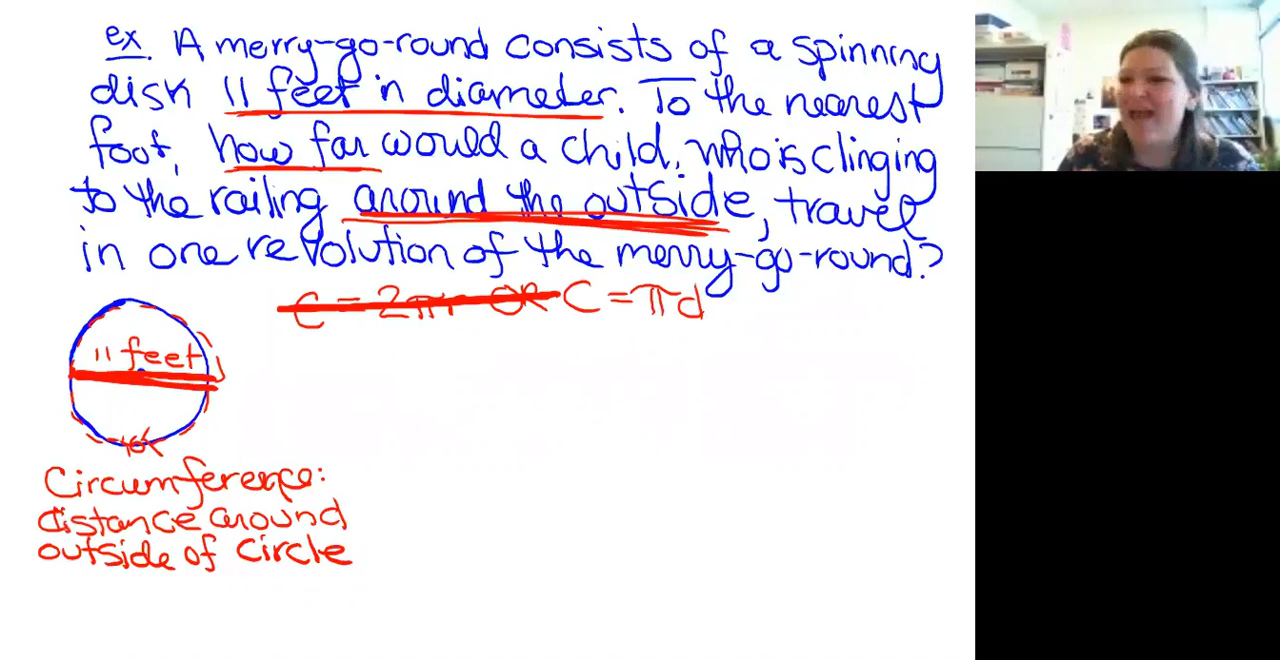 ex. A merry-go-round consists of a spinning
disk 11 feet in diameter. To the nearest
foot, how far would a child, who is clinging
to the railing around the outside, travel
in one revolution of the merry-go-round?
C = 2πr OR C = πd
11 feet
Circumference:
distance around
outside of circle